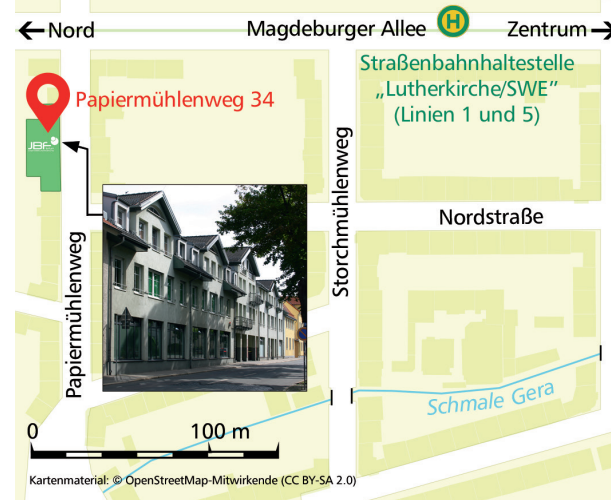 Nord
Magdeburger Allee
H
Zentrum
Straßenbahnhaltestelle
„Lutherkirche/SWE”
(Linien 1 und 5)
Papiermühlenweg 34
JBF
Storchmühlenweg
Nordstraße
Papiermühlenweg
Schmale Gera
0
100 m
Kartenmaterial: © OpenStreetMap-Mitwirkende (CC BY-SA 2.0)